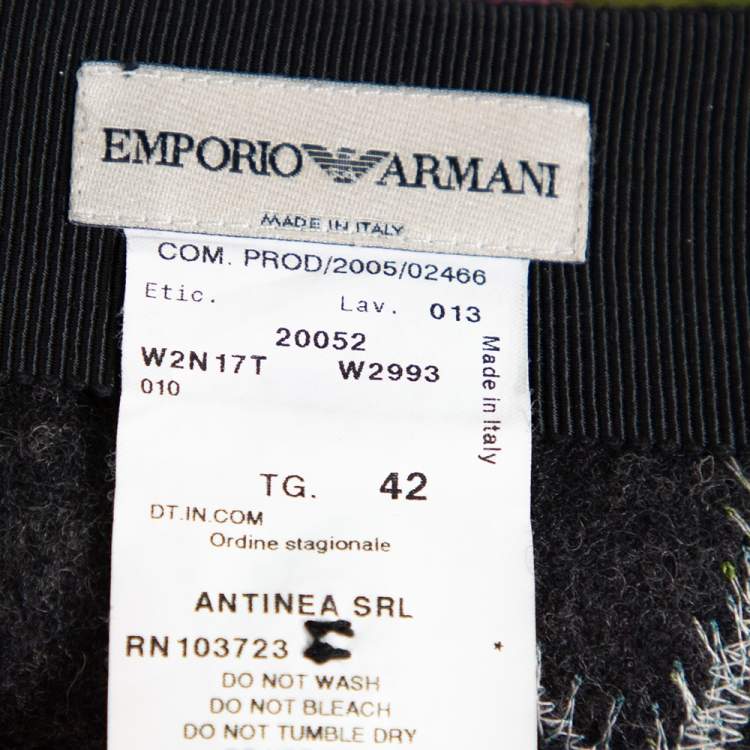 EMPORIO ARMANI
MADE IN ITALY
COM. PROD/2005/02466
Etic. Lav. 013
20052
W2N17T W2993
010
Made in Italy
TG. 42
DT.IN.COM
Ordine stagionale
ANTINEA SRL
RN103723 *
DO NOT WASH
DO NOT BLEACH
DO NOT TUMBLE DRY